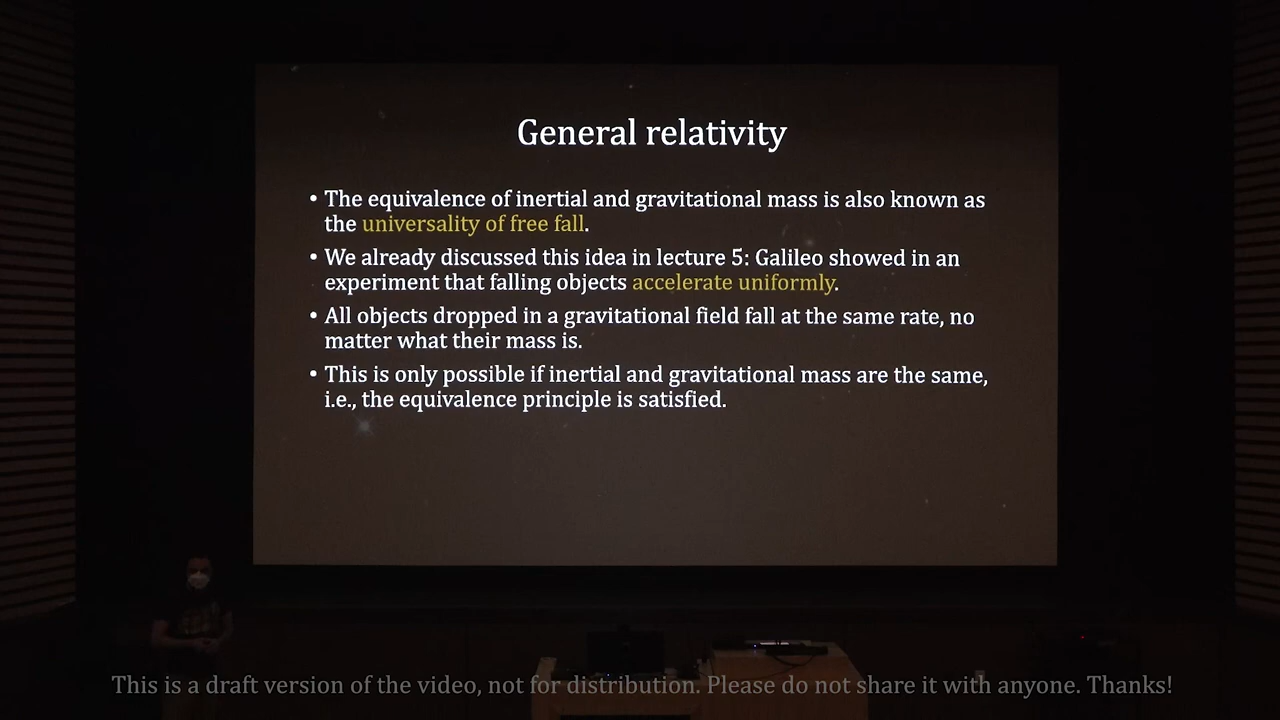 General relativity
• The equivalence of inertial and gravitational mass is also known as
the universality of free fall.
• We already discussed this idea in lecture 5: Galileo showed in an
experiment that falling objects accelerate uniformly.
• All objects dropped in a gravitational field fall at the same rate, no
matter what their mass is.
• This is only possible if inertial and gravitational mass are the same,
i.e., the equivalence principle is satisfied.
This is a draft version of the video, not for distribution. Please do not share it with anyone. Thanks!